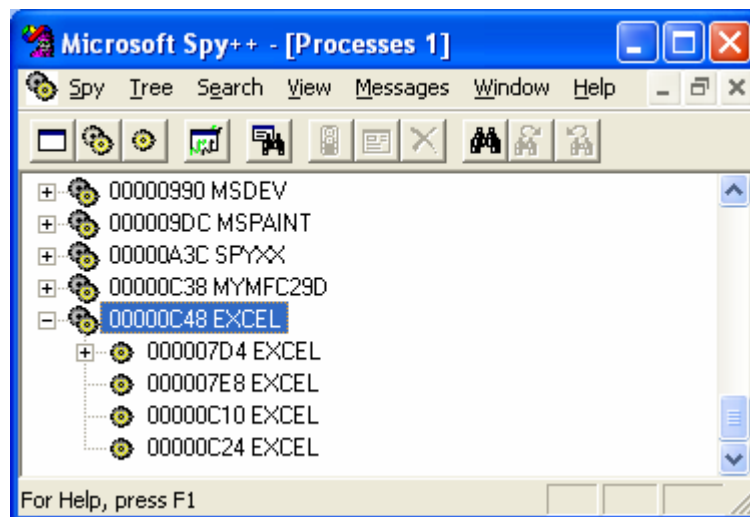 Microsoft Spy++ - [Processes 1]
Spy Tree Search View Messages Window Help
00000990 MSDEV
000009DC MSPAINT
00000A3C SPYXX
00000C38 MYMFC29D
00000C48 EXCEL
000007D4 EXCEL
000007E8 EXCEL
00000C10 EXCEL
00000C24 EXCEL
For Help, press F1